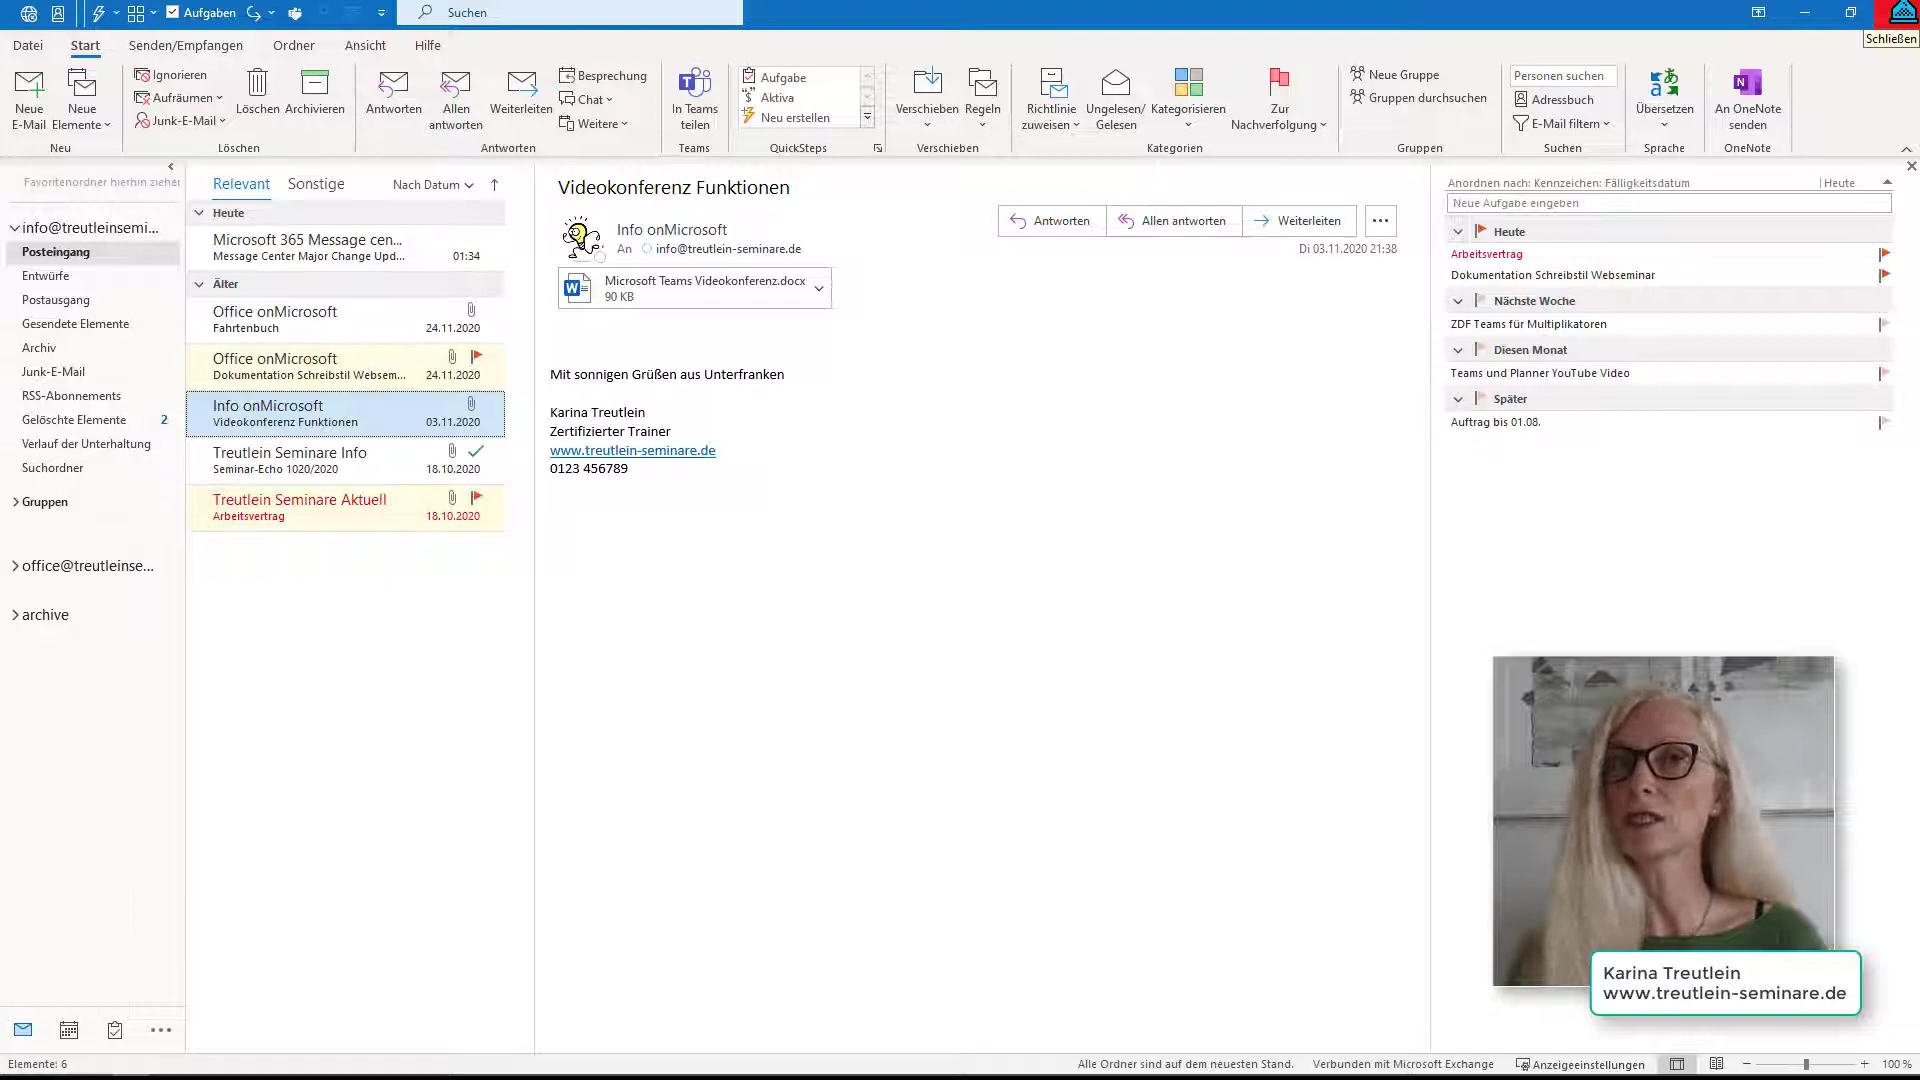 Aufgaben
Suchen
Schließen
Datei
Start
Senden/Empfangen
Ordner
Ansicht
Hilfe
Neue
E-Mail
Neue
Elemente
Neu
Ignorieren
Aufräumen
Junk-E-Mail
Löschen
Archivieren
Löschen
Antworten
Allen
antworten
Weiterleiten
Besprechung
Chat
Weitere
Antworten
In Teams
teilen
Teams
Aufgabe
Aktiva
Neu erstellen
QuickSteps
Verschieben
Regeln
Verschieben
Richtlinie
zuweisen
Ungelesen/
Gelesen
Kategorisieren
Zur
Nachverfolgung
Kategorien
Neue Gruppe
Gruppen durchsuchen
Gruppen
Personen suchen
Adressbuch
E-Mail filtern
Suchen
Übersetzen
Sprache
An OneNote
senden
OneNote
Favoritenordner hierhin ziehen
info@treutleinsemi...
Posteingang
Entwürfe
Postausgang
Gesendete Elemente
Archiv
Junk-E-Mail
RSS-Abonnements
Gelöschte Elemente 2
Verlauf der Unterhaltung
Suchordner
Gruppen
office@treutleinse...
archive
Relevant
Sonstige
Nach Datum
Heute
Microsoft 365 Message cen...
Message Center Major Change Upd... 01:34
Älter
Office onMicrosoft
Fahrtenbuch 24.11.2020
Office onMicrosoft
Dokumentation Schreibstil Websem... 24.11.2020
Info onMicrosoft
Videokonferenz Funktionen 03.11.2020
Treutlein Seminare Info
Seminar-Echo 1020/2020 18.10.2020
Treutlein Seminare Aktuell
Arbeitsvertrag 18.10.2020
Videokonferenz Funktionen
Info onMicrosoft
An info@treutlein-seminare.de
Antworten
Allen antworten
Weiterleiten
Di 03.11.2020 21:38
Microsoft Teams Videokonferenz.docx
90 KB
Mit sonnigen Grüßen aus Unterfranken
Karina Treutlein
Zertifizierter Trainer
www.treutlein-seminare.de
0123 456789
Anordnen nach: Kennzeichen: Fälligkeitsdatum Heute
Neue Aufgabe eingeben
Heute
Arbeitsvertrag
Dokumentation Schreibstil Webseminar
Nächste Woche
ZDF Teams für Multiplikatoren
Diesen Monat
Teams und Planner YouTube Video
Später
Auftrag bis 01.08.
Karina Treutlein
www.treutlein-seminare.de
Elemente: 6
Alle Ordner sind auf dem neuesten Stand.
Verbunden mit Microsoft Exchange
Anzeigeeinstellungen
100 %